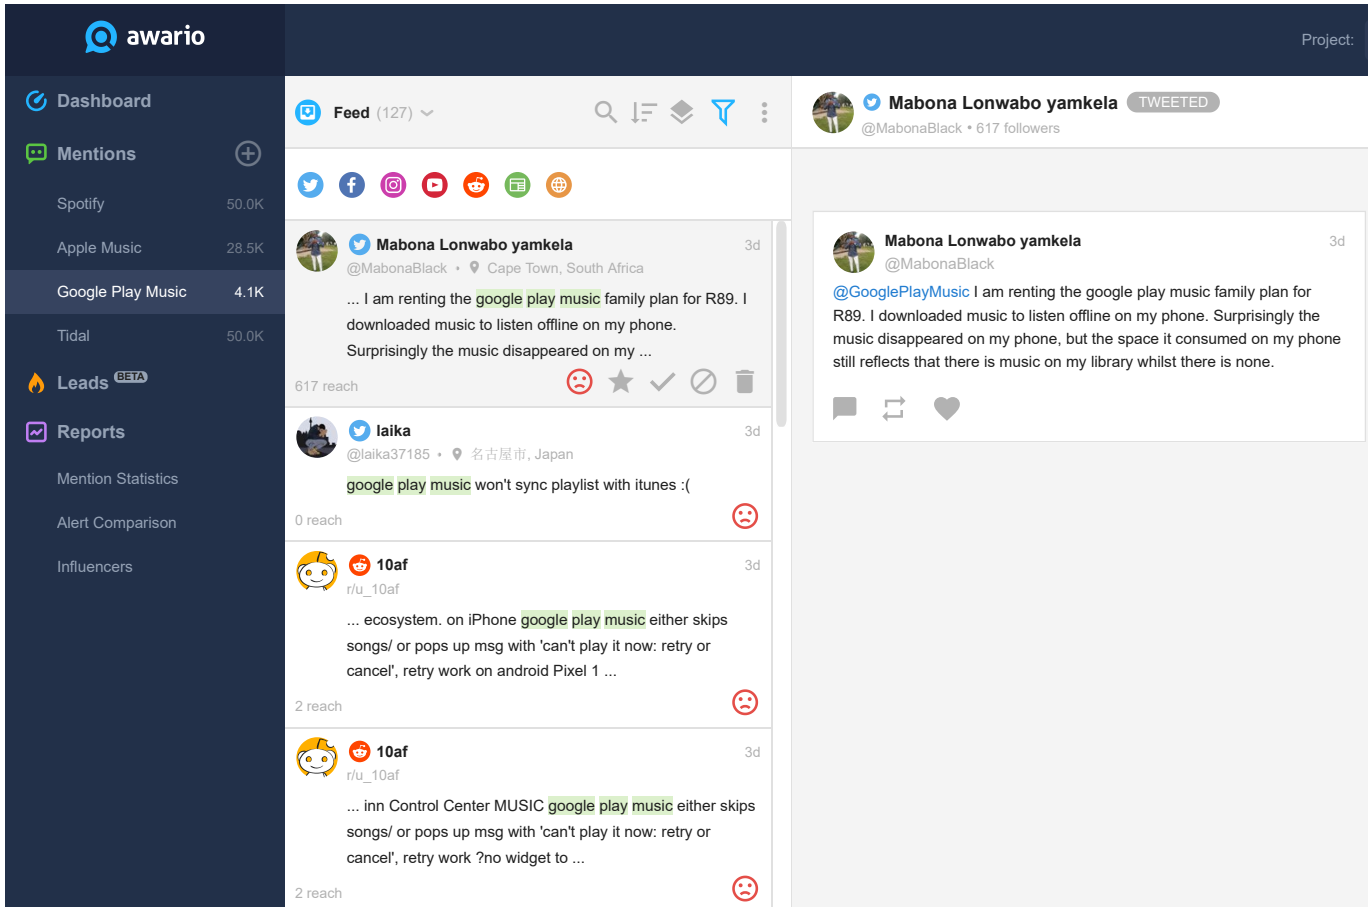 awario
Project:
Dashboard
Mentions
Spotify 50.0K
Apple Music 28.5K
Google Play Music 4.1K
Tidal 50.0K
Leads BETA
Reports
Mention Statistics
Alert Comparison
Influencers
Feed (127)
Mabona Lonwabo yamkela 3d
@MabonaBlack • Cape Town, South Africa
... I am renting the google play music family plan for R89. I
downloaded music to listen offline on my phone.
Surprisingly the music disappeared on my ...
617 reach
laika 3d
@laika37185 • 名古屋市, Japan
google play music won't sync playlist with itunes :(
0 reach
10af 3d
r/u_10af
... ecosystem. on iPhone google play music either skips
songs/ or pops up msg with 'can't play it now: retry or
cancel', retry work on android Pixel 1 ...
2 reach
10af 3d
r/u_10af
... inn Control Center MUSIC google play music either skips
songs/ or pops up msg with 'can't play it now: retry or
cancel', retry work ?no widget to ...
2 reach
Mabona Lonwabo yamkela TWEETED
@MabonaBlack • 617 followers
Mabona Lonwabo yamkela 3d
@MabonaBlack
@GooglePlayMusic I am renting the google play music family plan for
R89. I downloaded music to listen offline on my phone. Surprisingly the
music disappeared on my phone, but the space it consumed on my phone
still reflects that there is music on my library whilst there is none.